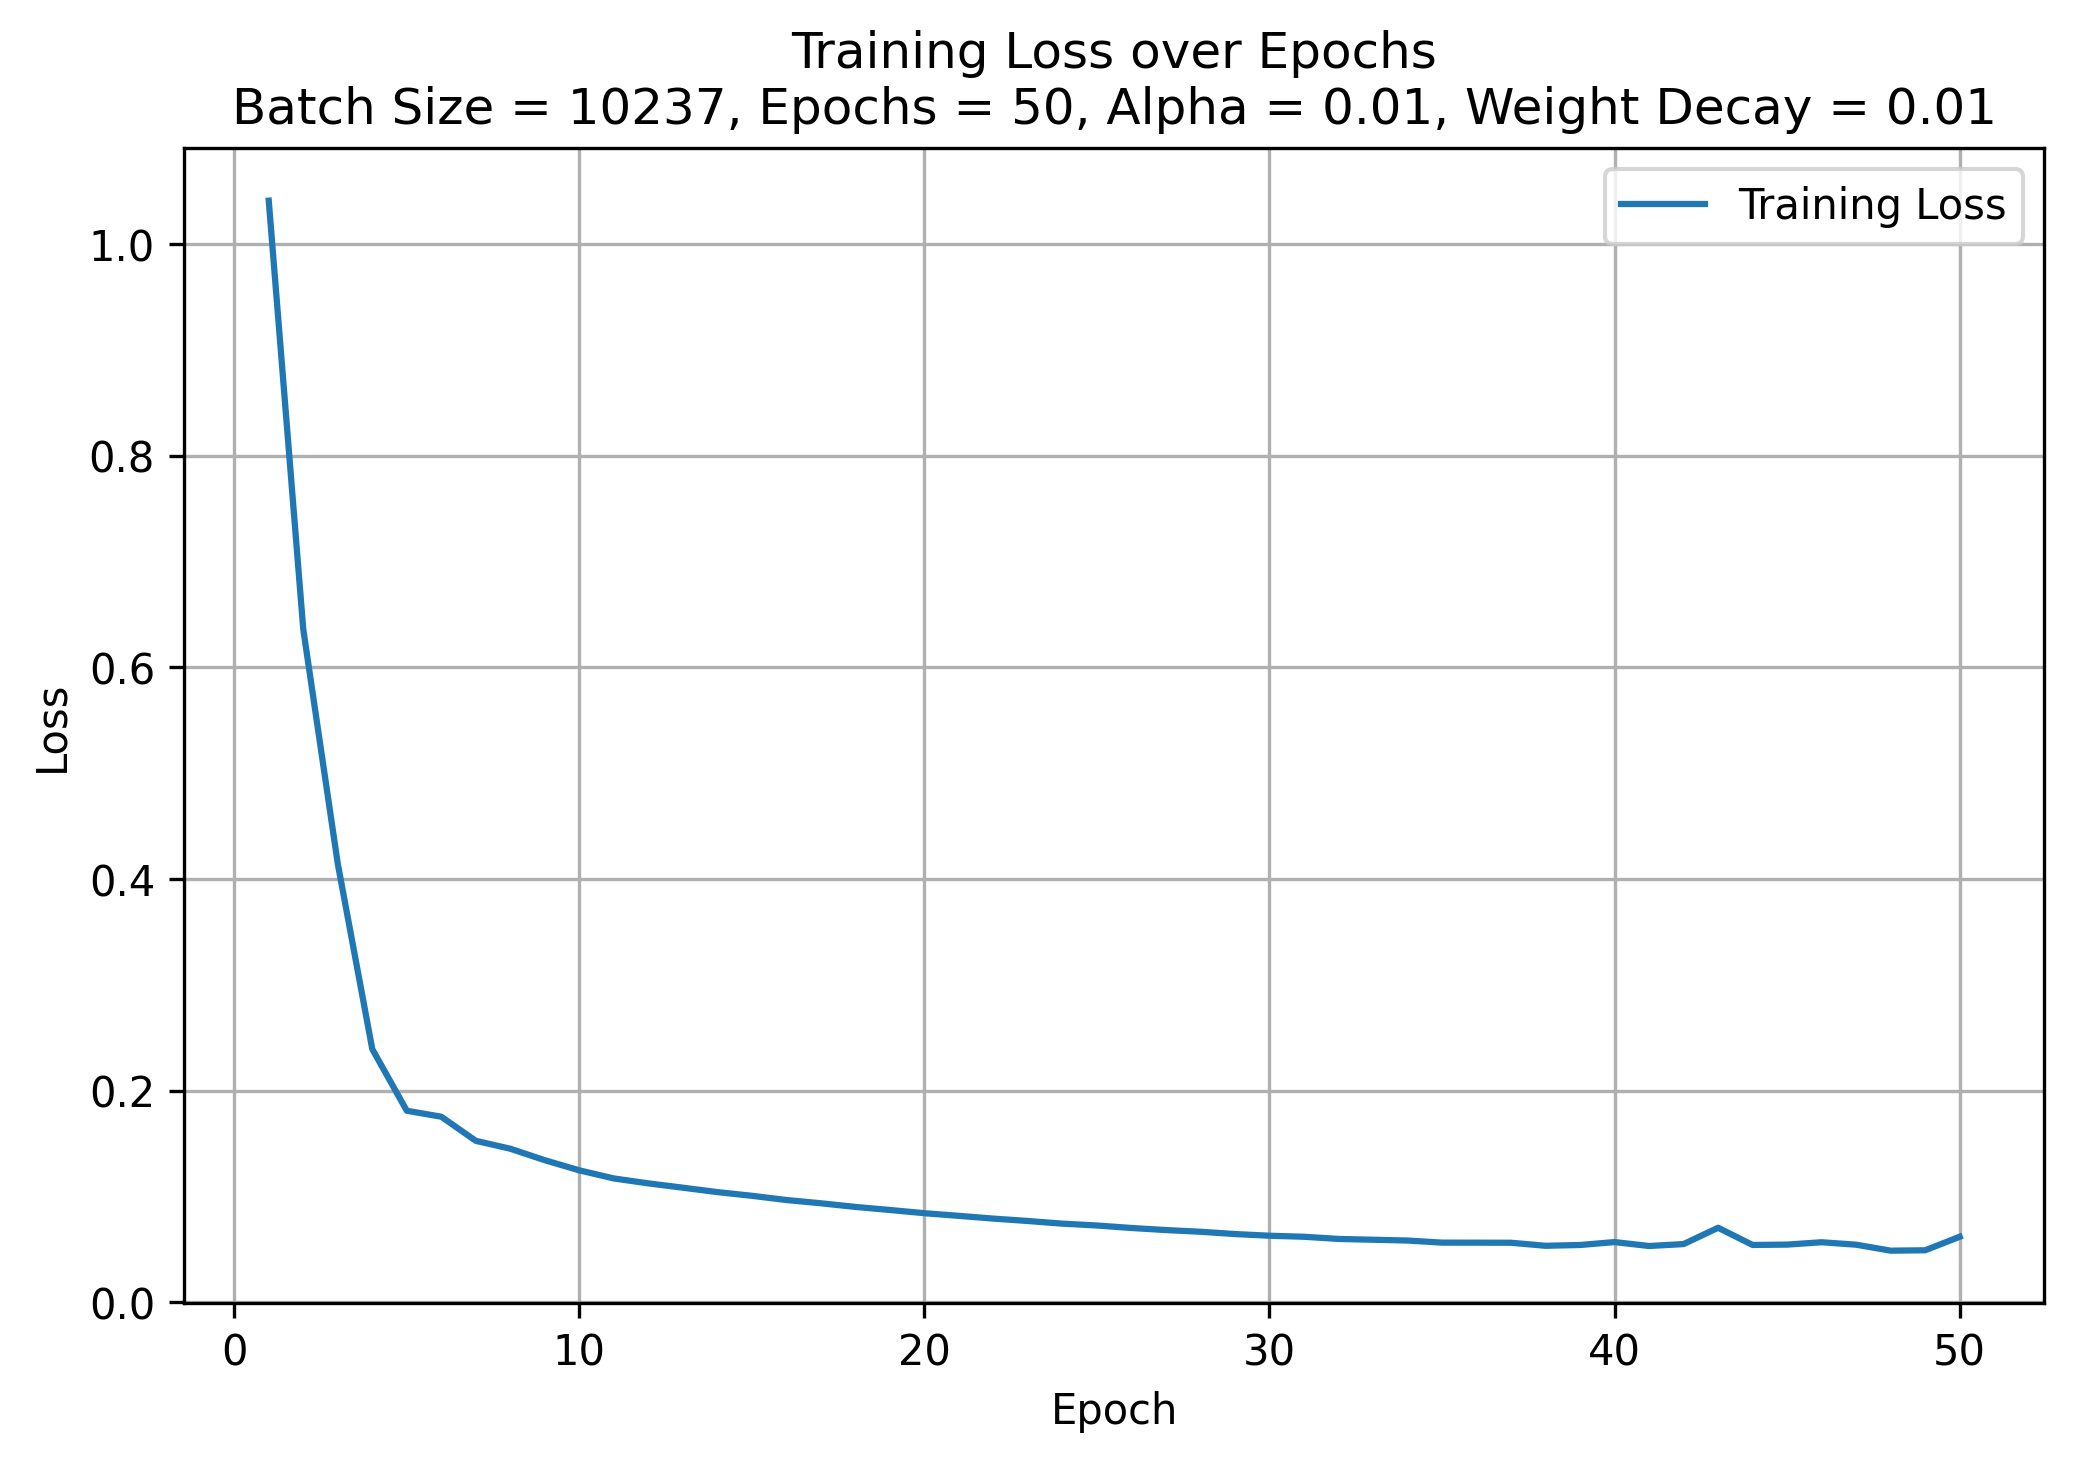 Training Loss over Epochs
Batch Size = 10237, Epochs = 50, Alpha = 0.01, Weight Decay = 0.01
Training Loss
1.0
0.8
0.6
0.4
0.2
0.0
Loss
0 10 20 30 40 50
Epoch